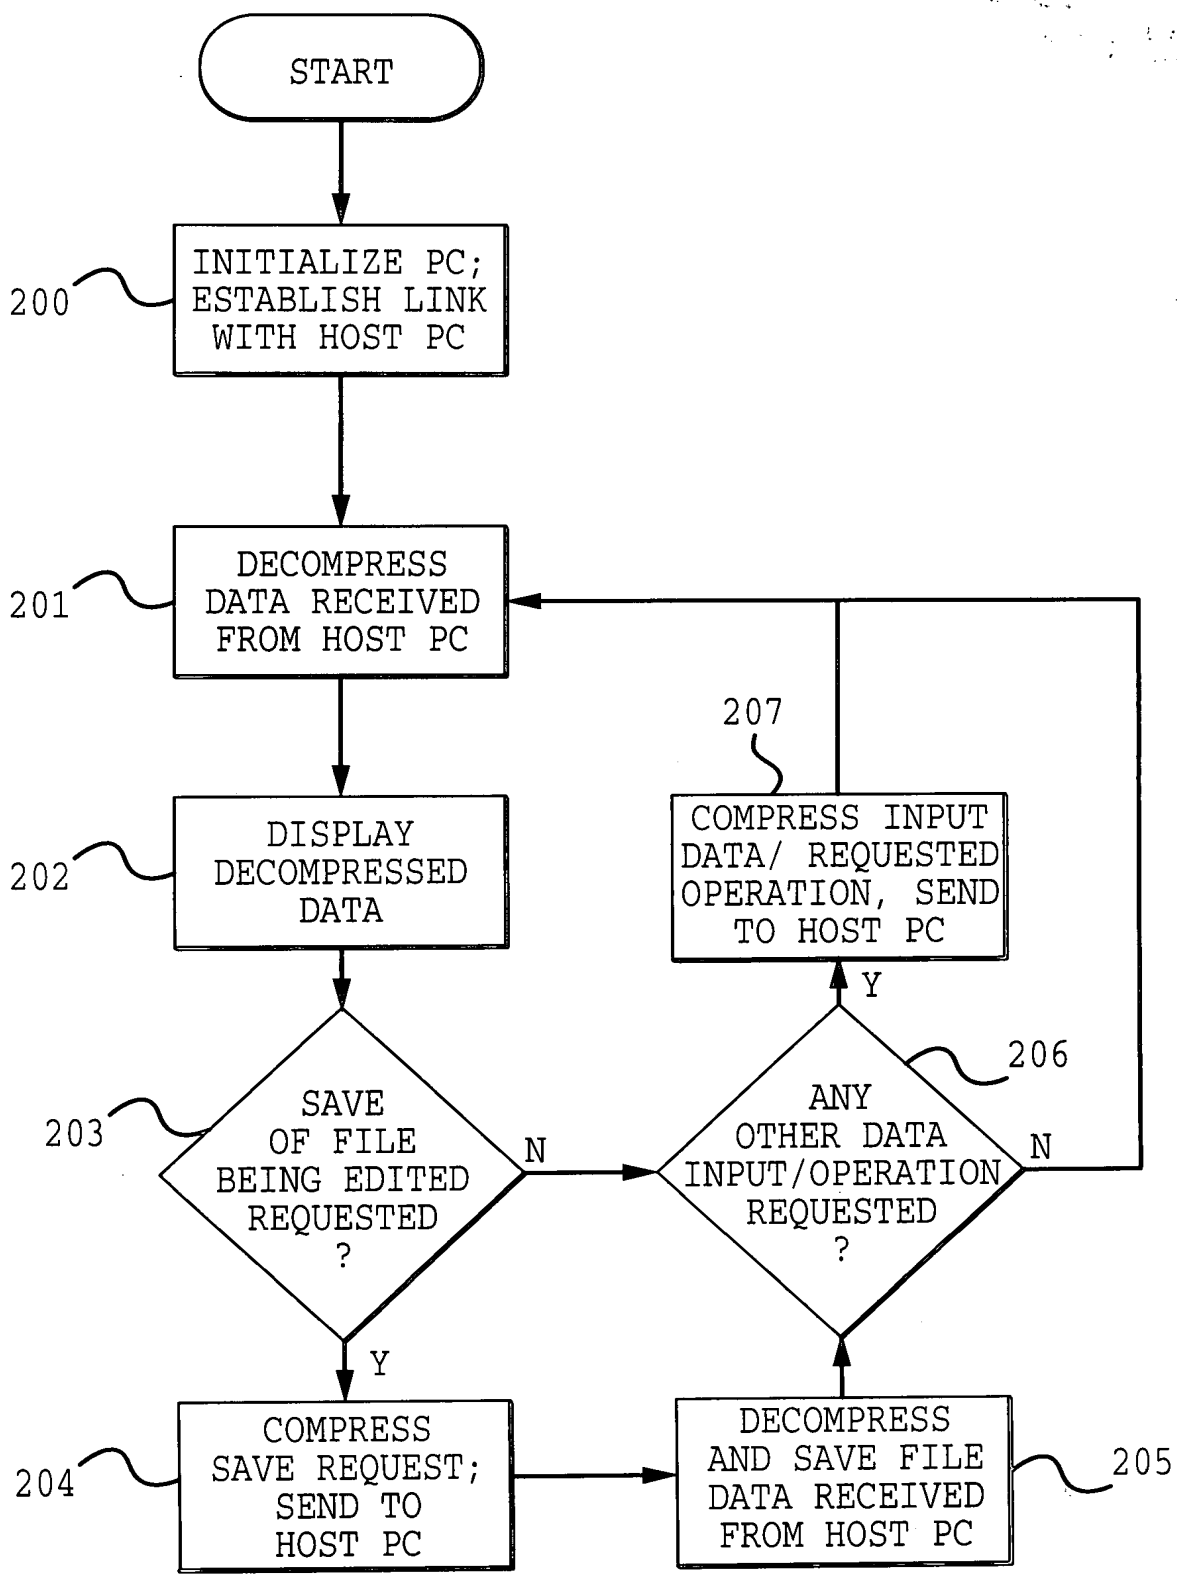 START
200
INITIALIZE PC;
ESTABLISH LINK
WITH HOST PC
201
DECOMPRESS
DATA RECEIVED
FROM HOST PC
202
DISPLAY
DECOMPRESSED
DATA
207
COMPRESS INPUT
DATA/ REQUESTED
OPERATION, SEND
TO HOST PC
Y
203
SAVE
OF FILE
BEING EDITED
REQUESTED
?
N
Y
206
ANY
OTHER DATA
INPUT/OPERATION
REQUESTED
?
N
204
COMPRESS
SAVE REQUEST;
SEND TO
HOST PC
205
DECOMPRESS
AND SAVE FILE
DATA RECEIVED
FROM HOST PC